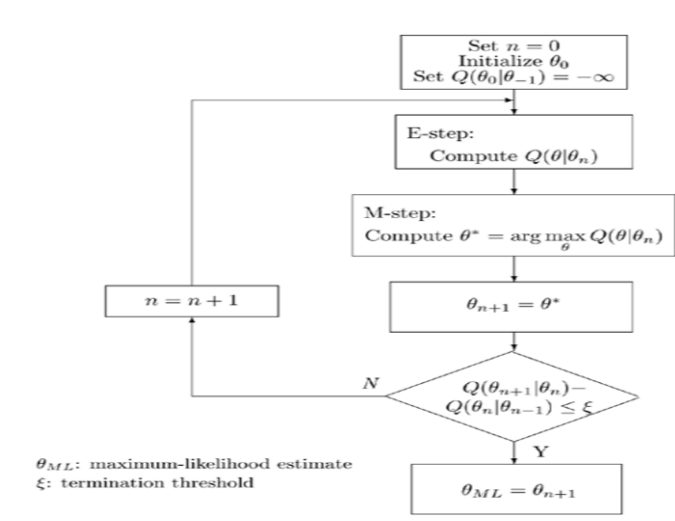 Set n = 0
Initialize θ₀
Set Q(θ₀|θ₋₁) = −∞
E-step:
Compute Q(θ|θₙ)
M-step:
Compute θ* = arg max Q(θ|θₙ)
θ
n = n + 1
θₙ₊₁ = θ*
N
Q(θₙ₊₁|θₙ)−
Q(θₙ|θₙ₋₁) ≤ ξ
Y
θ_ML: maximum-likelihood estimate
ξ: termination threshold
θ_ML = θₙ₊₁